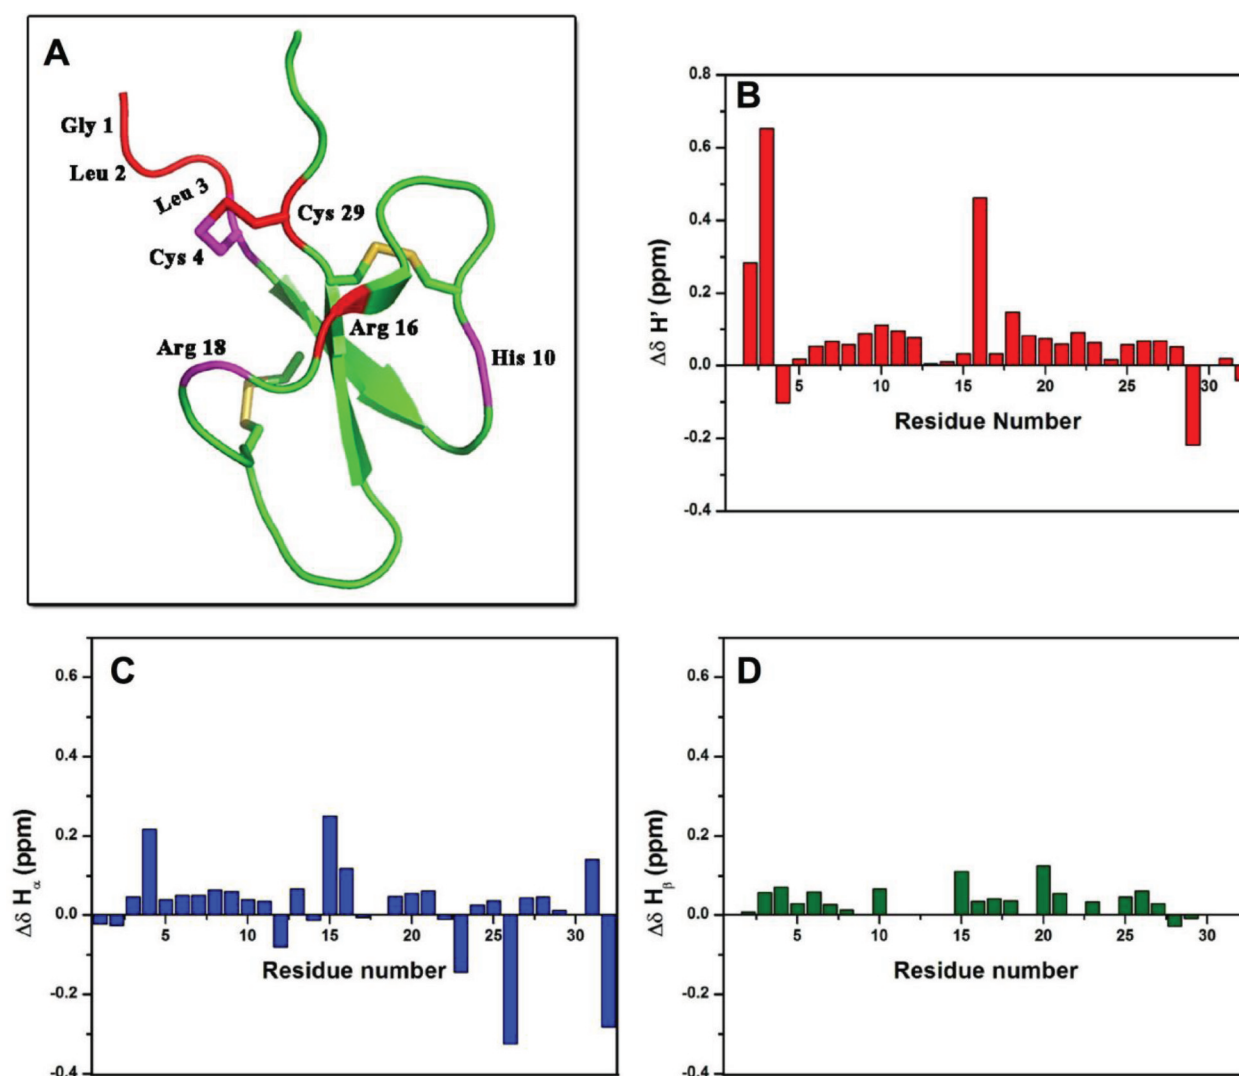 A
Gly 1
Leu 2
Leu 3
Cys 29
Cys 4
Arg 16
Arg 18
His 10
B
0.8
0.6
0.4
0.2
0.0
-0.2
-0.4
5 10 15 20 25 30
Δδ H' (ppm)
Residue Number
C
0.6
0.4
0.2
0.0
-0.2
-0.4
5 10 15 20 25 30
Δδ Hα (ppm)
Residue number
D
0.6
0.4
0.2
0.0
-0.2
-0.4
5 10 15 20 25 30
Δδ Hβ (ppm)
Residue number